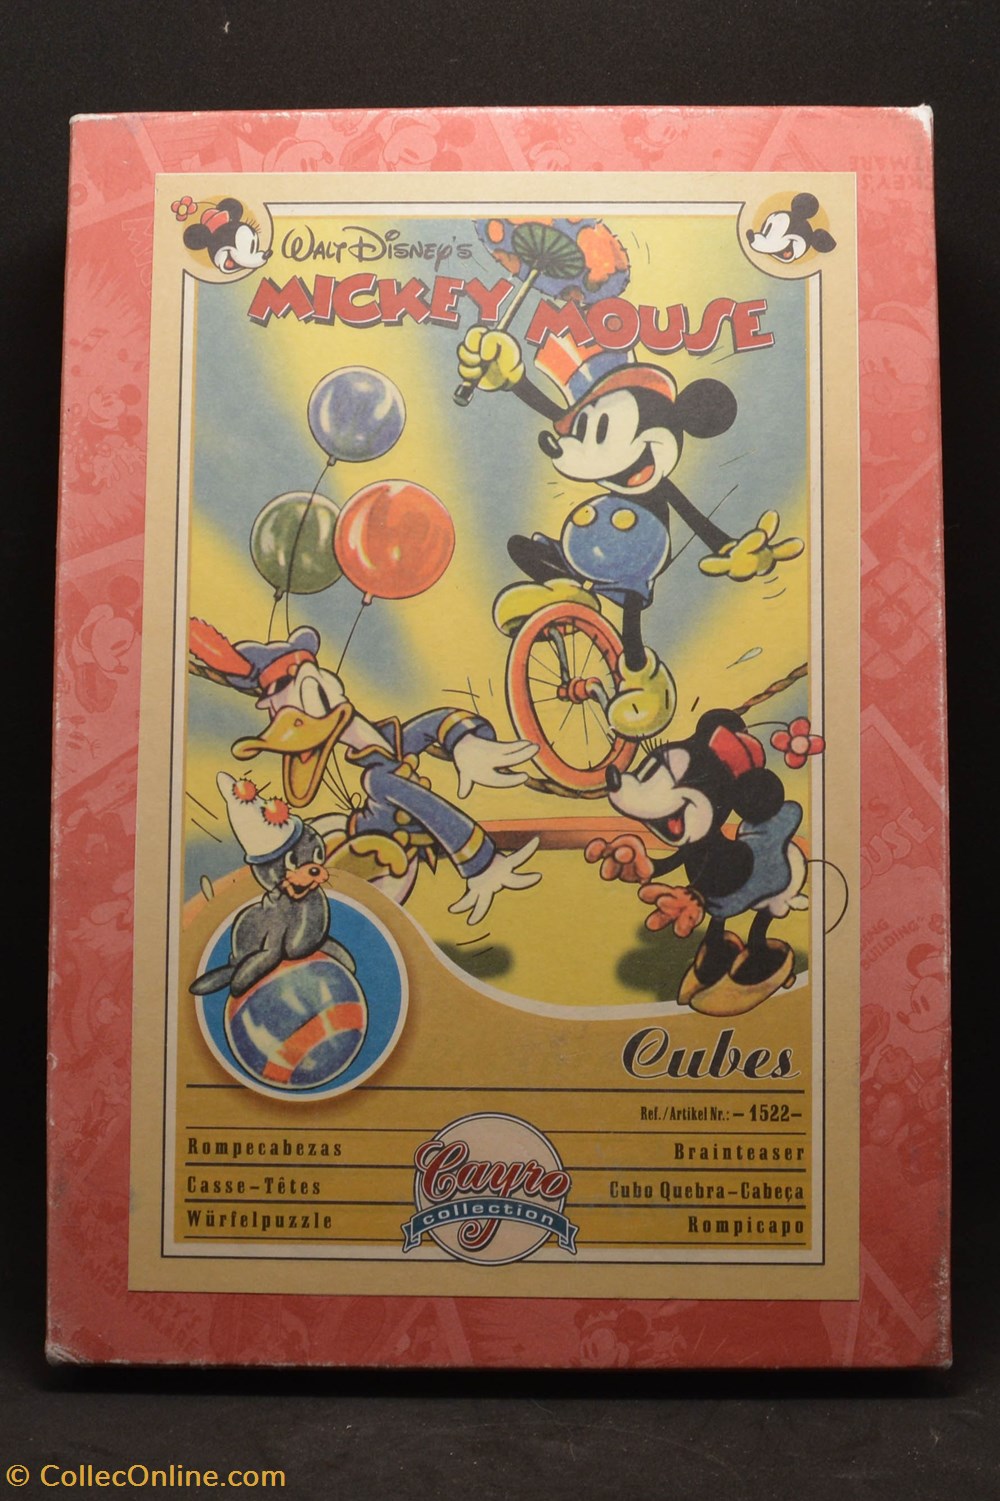 Walt Disney's
MICKEY MOUSE
Cubes
Ref./Artikel Nr.: – 1522 –
Rompecabezas
Casse–Têtes
Würfelpuzzle
Brainteaser
Cubo Quebra–Cabeça
Rompicapo
Cayro
collection
© CollecOnline.com